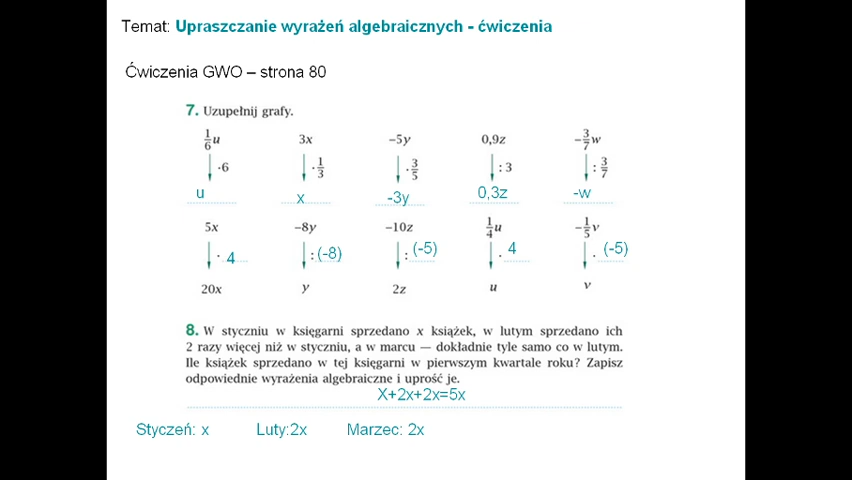 Temat: Upraszczanie wyrażeń algebraicznych - ćwiczenia
Ćwiczenia GWO – strona 80
7. Uzupełnij grafy.
1/6 u 3x −5y 0,9z −3/7 w
·6 ·1/3 ·3/5 :3 :3/7
u x -3y 0,3z -w
5x −8y −10z 1/4 u −1/5 v
· 4 : (-8) : (-5) · 4 · (-5)
20x y 2z u v
8. W styczniu w księgarni sprzedano x książek, w lutym sprzedano ich
2 razy więcej niż w styczniu, a w marcu — dokładnie tyle samo co w lutym.
Ile książek sprzedano w tej księgarni w pierwszym kwartale roku? Zapisz
odpowiednie wyrażenia algebraiczne i uprość je.
X+2x+2x=5x
Styczeń: x Luty:2x Marzec: 2x